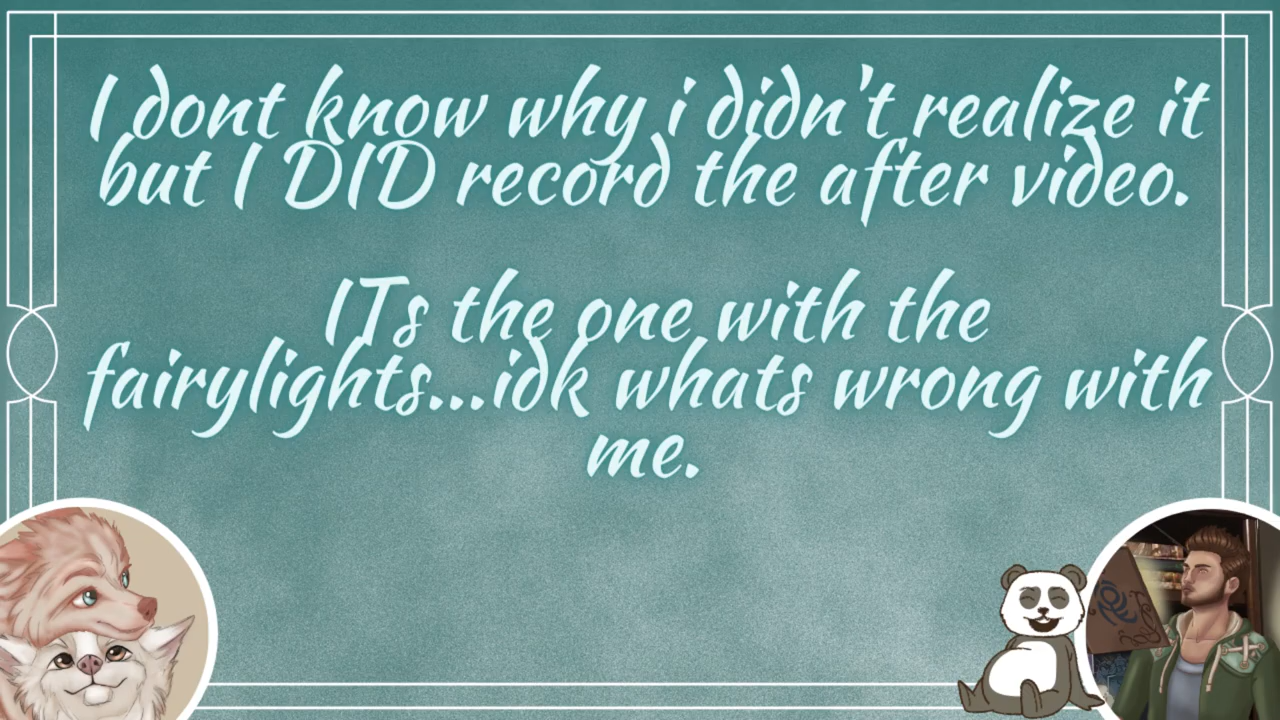 I dont know why i didn't realize it
but I DID record the after video.
ITs the one with the
fairylights...idk whats wrong with
me.